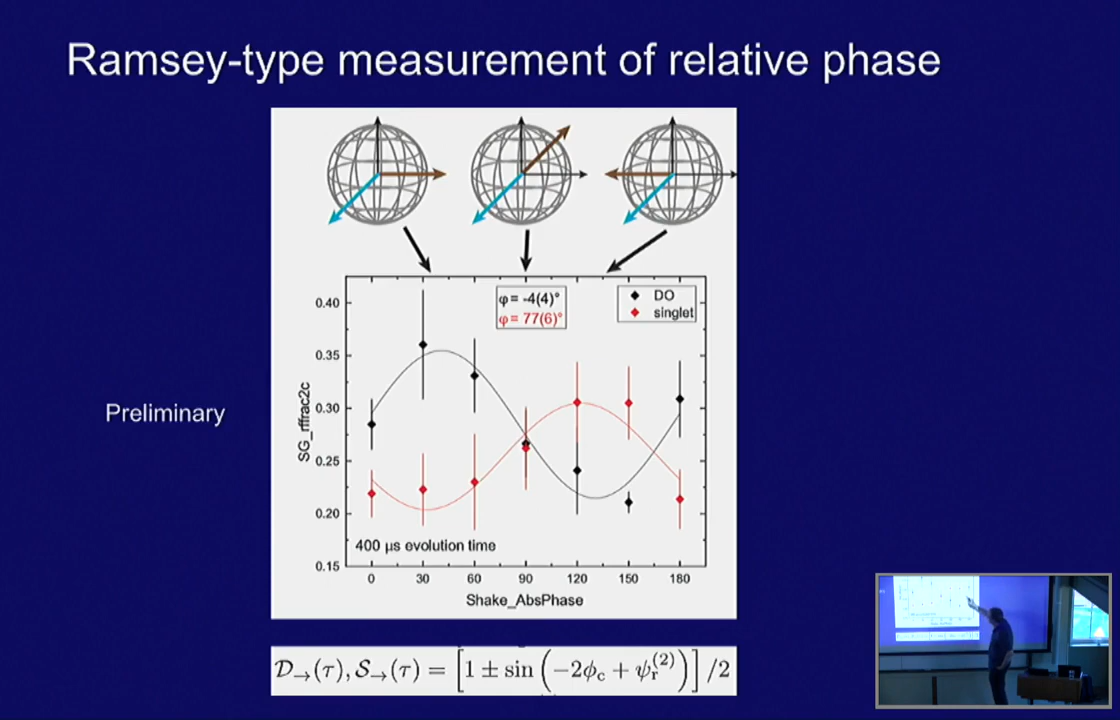 Ramsey-type measurement of relative phase
φ = -4(4)°
φ = 77(6)°
DO
singlet
0.40
0.35
0.30
0.25
0.20
0.15
SG_rffrac2c
Preliminary
400 µs evolution time
0 30 60 90 120 150 180
Shake_AbsPhase
𝒟→(τ), 𝒮→(τ) = [1 ± sin (−2ϕc + ψr(2))] /2